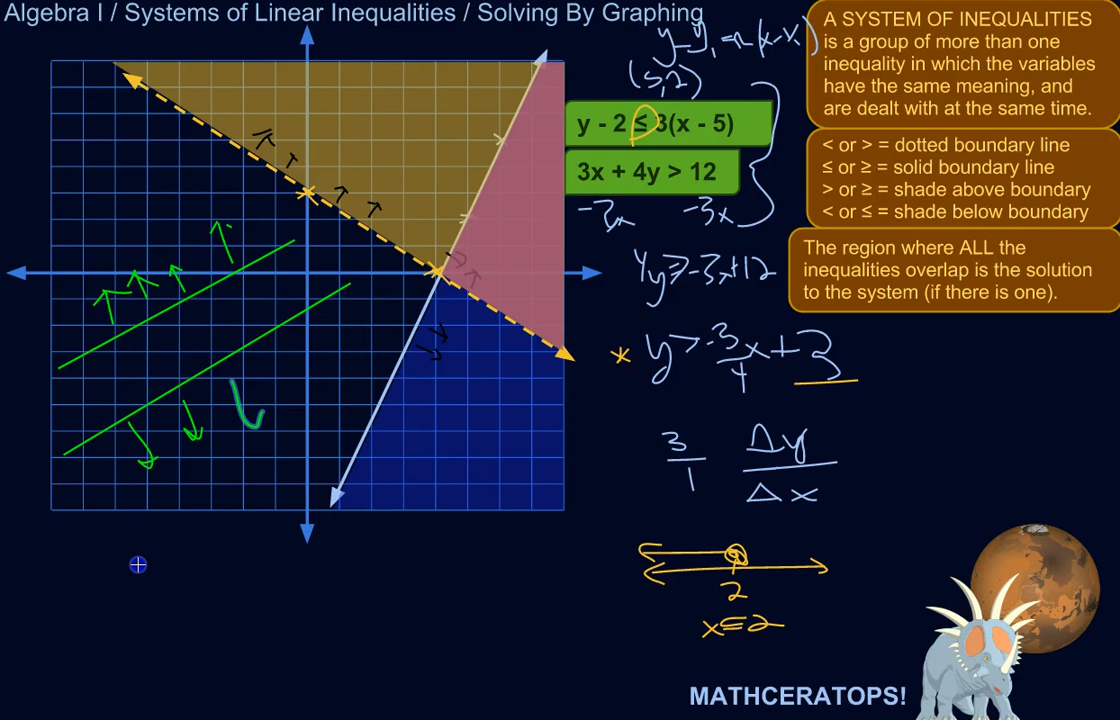 Algebra I / Systems of Linear Inequalities / Solving By Graphing
y-y₁=m(x-x₁)
(5,2)
y - 2 ≤ 3(x - 5)
3x + 4y > 12
-3x -3x
4y>-3x+12
* y>-3/4x+3
3/1 Δy/Δx
2
x≤2
A SYSTEM OF INEQUALITIES
is a group of more than one
inequality in which the variables
have the same meaning, and
are dealt with at the same time.
< or > = dotted boundary line
≤ or ≥ = solid boundary line
> or ≥ = shade above boundary
< or ≤ = shade below boundary
The region where ALL the
inequalities overlap is the solution
to the system (if there is one).
MATHCERATOPS!